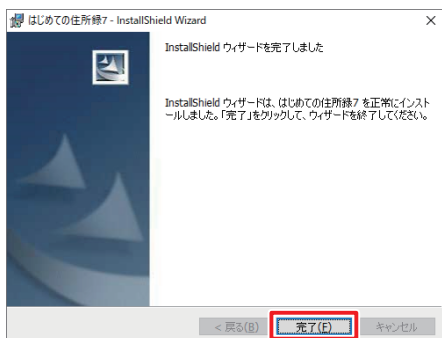 はじめての住所録7 - InstallShield Wizard
InstallShield ウィザードを完了しました
InstallShield ウィザードは、はじめての住所録7 を正常にインスト
ールしました。「完了」をクリックして、ウィザードを終了してください。
< 戻る(B) 完了(F) キャンセル